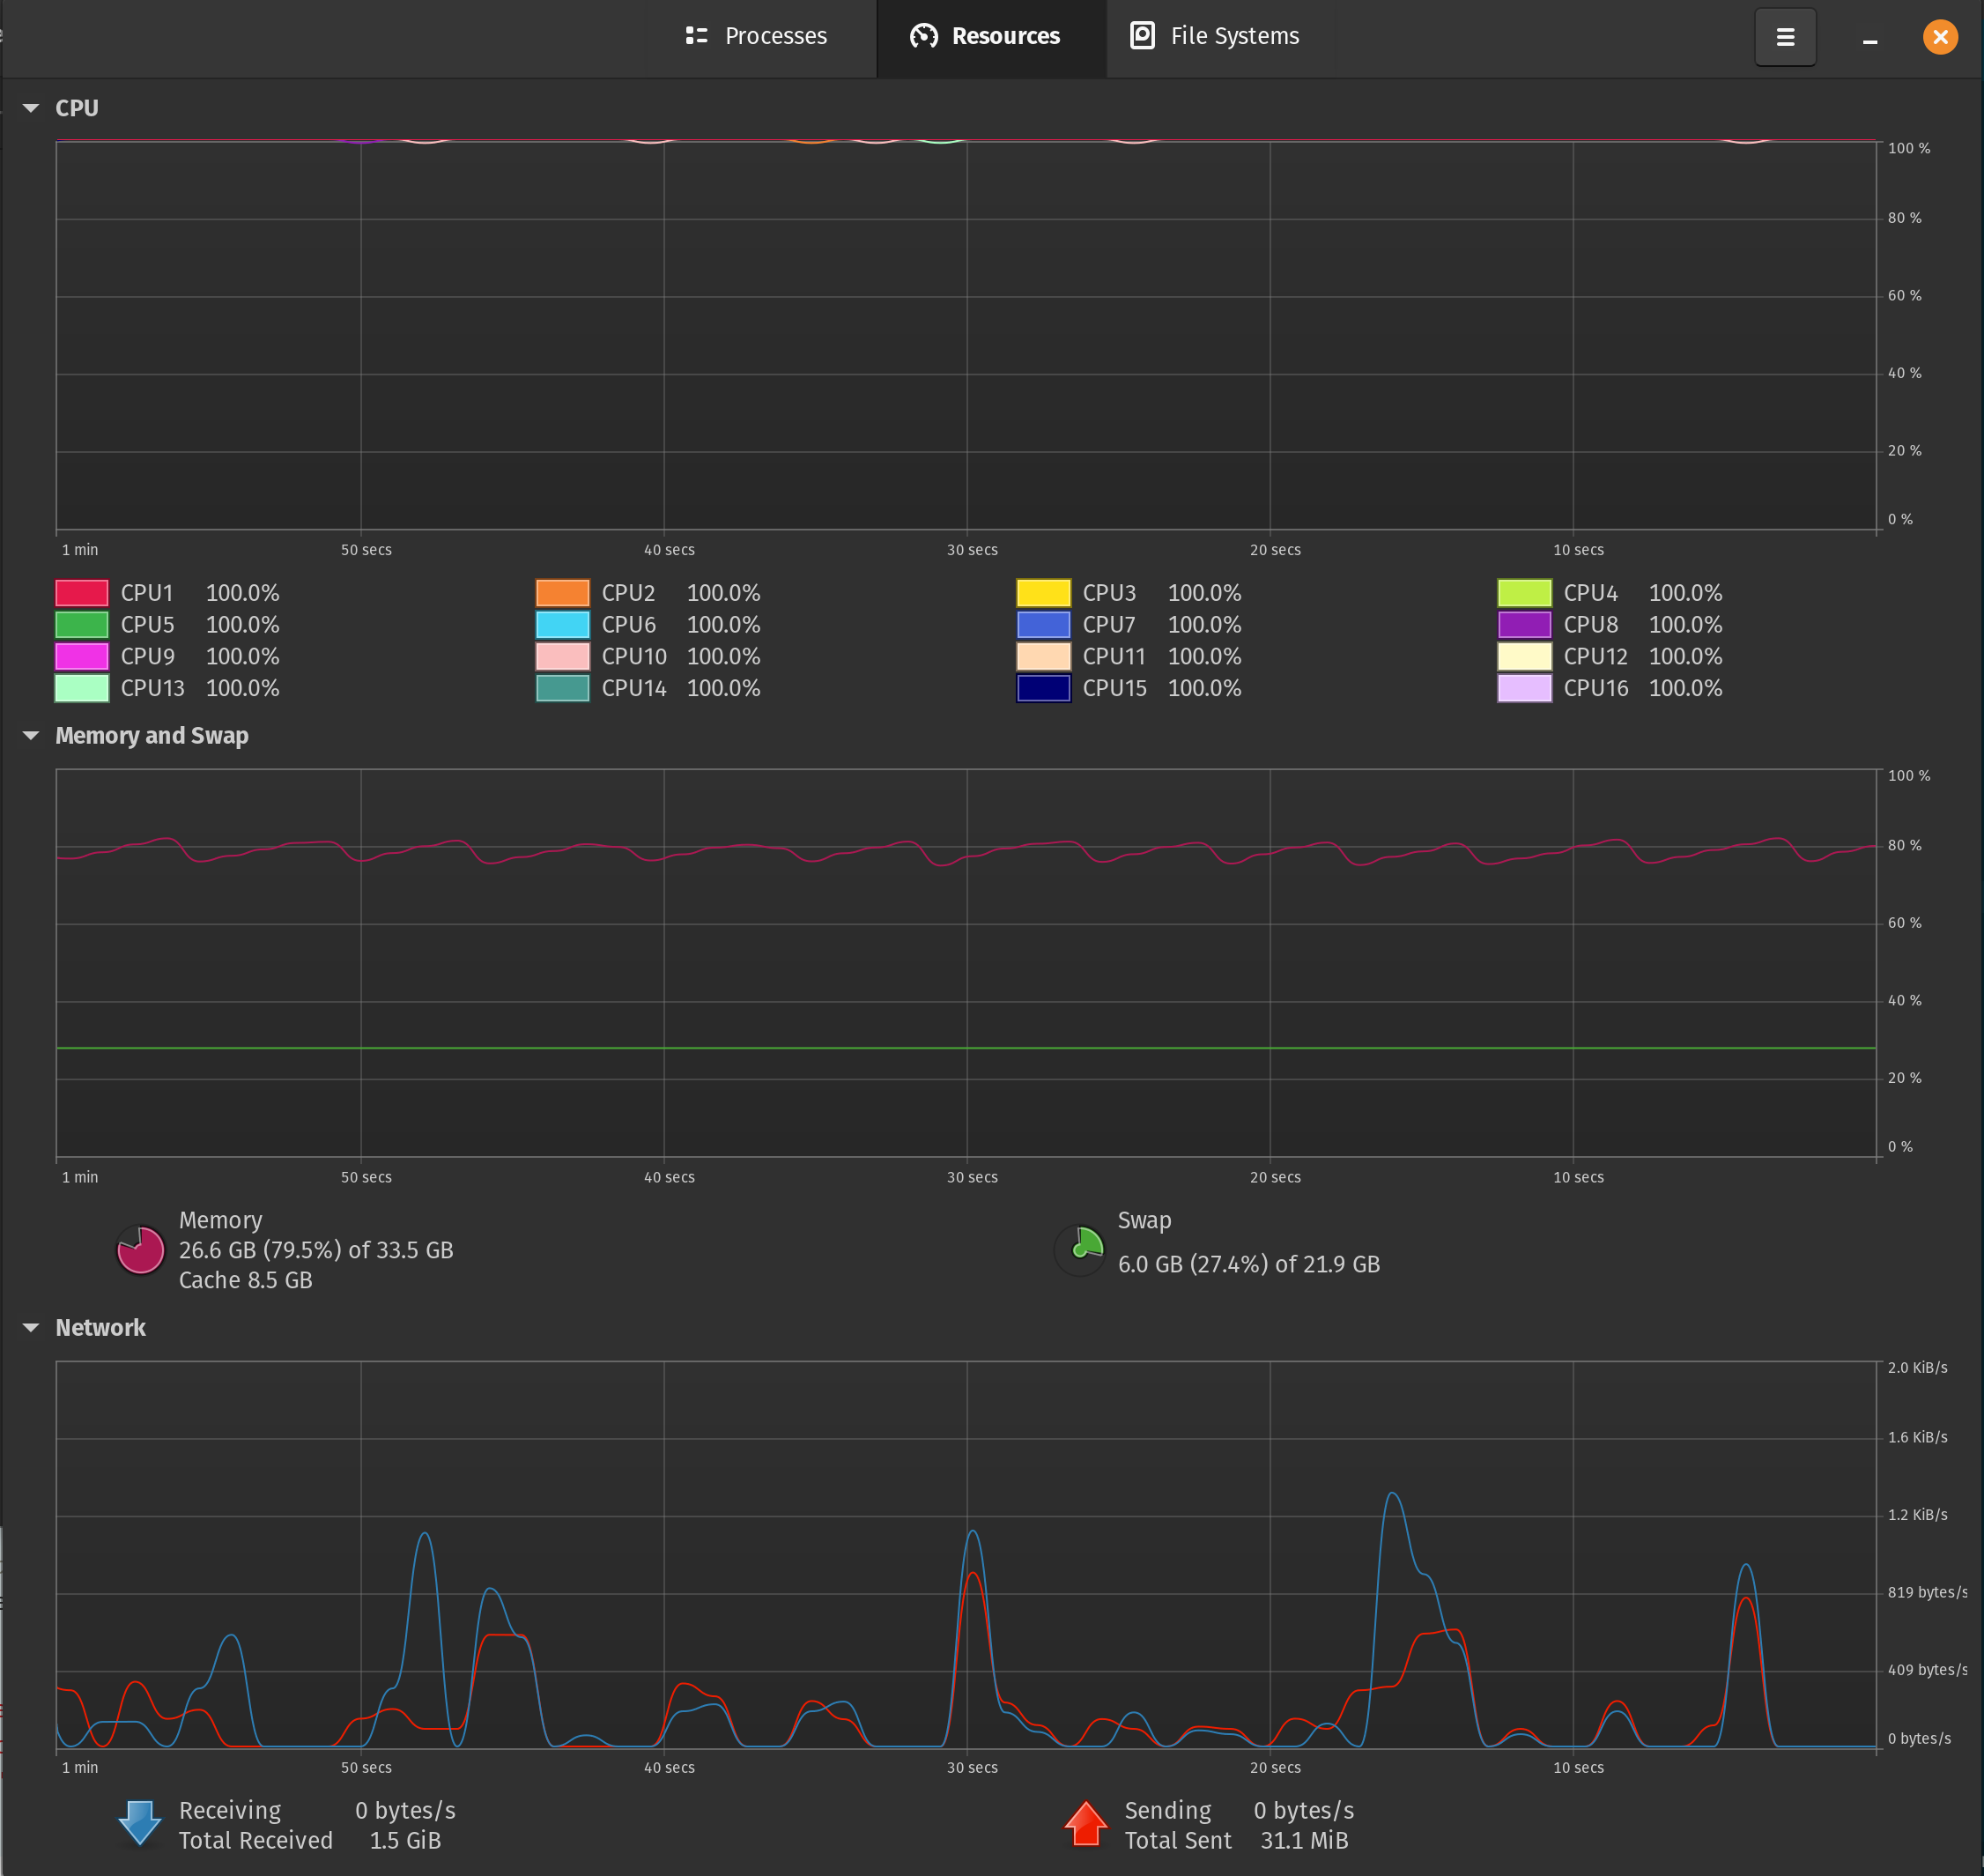 Processes Resources File Systems
CPU
100 %
80 %
60 %
40 %
20 %
0 %
1 min 50 secs 40 secs 30 secs 20 secs 10 secs
CPU1 100.0% CPU2 100.0% CPU3 100.0% CPU4 100.0%
CPU5 100.0% CPU6 100.0% CPU7 100.0% CPU8 100.0%
CPU9 100.0% CPU10 100.0% CPU11 100.0% CPU12 100.0%
CPU13 100.0% CPU14 100.0% CPU15 100.0% CPU16 100.0%
Memory and Swap
100 %
80 %
60 %
40 %
20 %
0 %
1 min 50 secs 40 secs 30 secs 20 secs 10 secs
Memory
26.6 GB (79.5%) of 33.5 GB
Cache 8.5 GB
Swap
6.0 GB (27.4%) of 21.9 GB
Network
2.0 KiB/s
1.6 KiB/s
1.2 KiB/s
819 bytes/s
409 bytes/s
0 bytes/s
1 min 50 secs 40 secs 30 secs 20 secs 10 secs
Receiving 0 bytes/s
Total Received 1.5 GiB
Sending 0 bytes/s
Total Sent 31.1 MiB